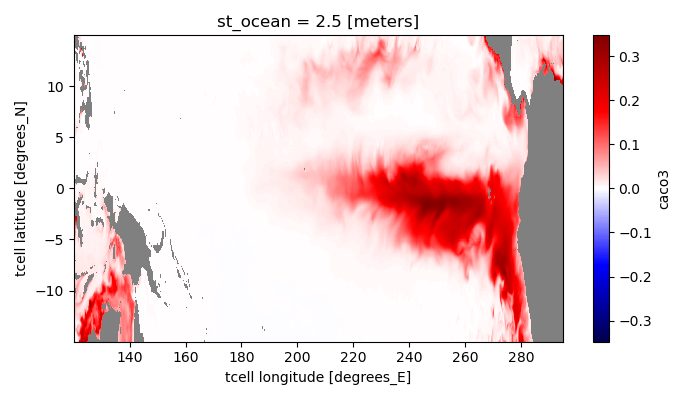 st_ocean = 2.5 [meters]
10
5
0
−5
−10
tcell latitude [degrees_N]
140 160 180 200 220 240 260 280
tcell longitude [degrees_E]
0.3
0.2
0.1
0.0
−0.1
−0.2
−0.3
caco3